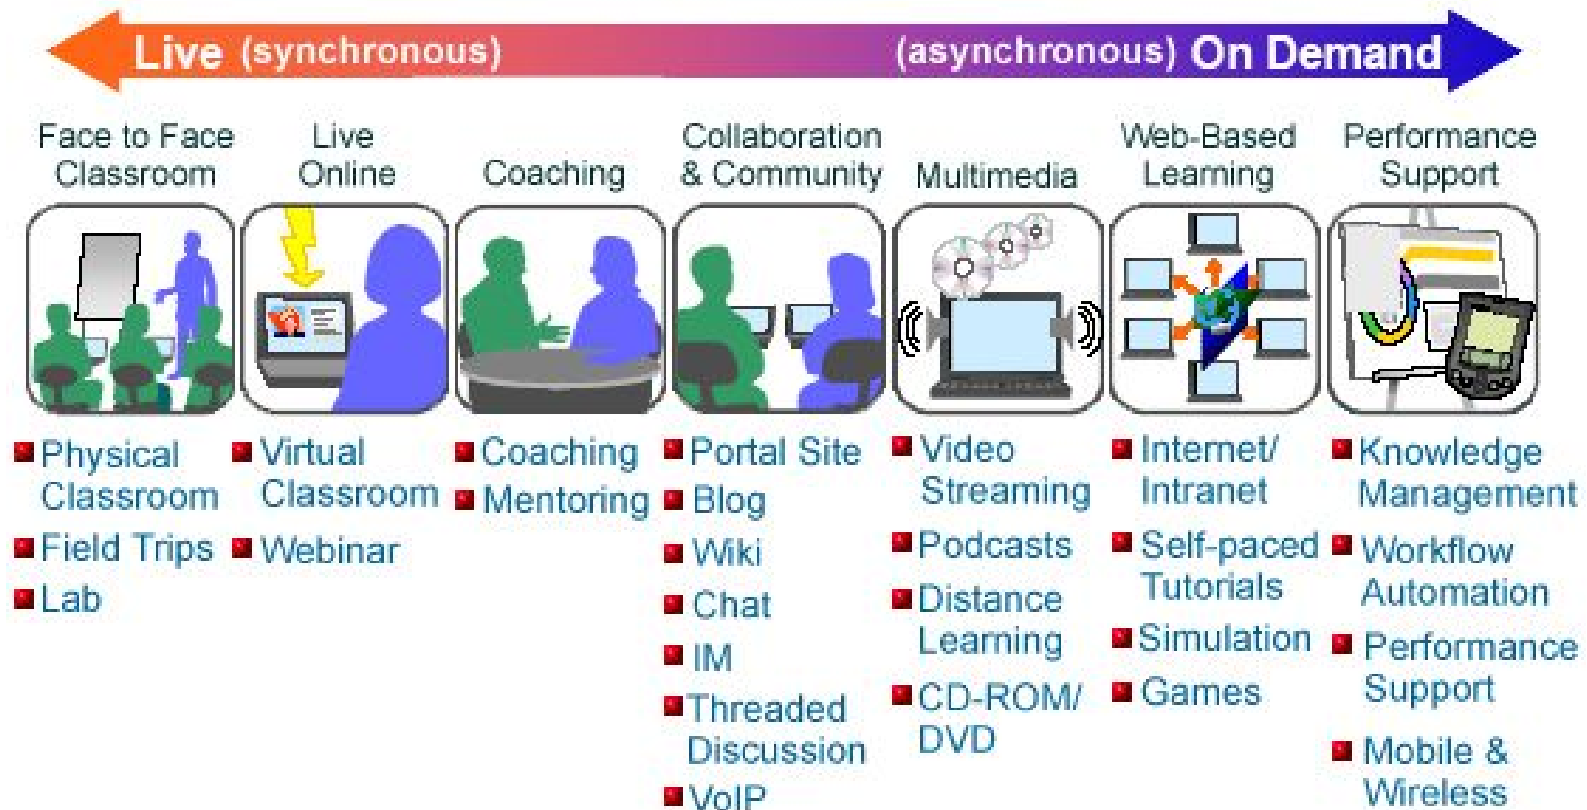 Live (synchronous) (asynchronous) On Demand
Face to Face
Classroom
Live
Online
Coaching
Collaboration
& Community
Multimedia
Web-Based
Learning
Performance
Support
Physical
Classroom
Field Trips
Lab
Virtual
Classroom
Webinar
Coaching
Mentoring
Portal Site
Blog
Wiki
Chat
IM
Threaded
Discussion
VoIP
Video
Streaming
Podcasts
Distance
Learning
CD-ROM/
DVD
Internet/
Intranet
Self-paced
Tutorials
Simulation
Games
Knowledge
Management
Workflow
Automation
Performance
Support
Mobile &
Wireless